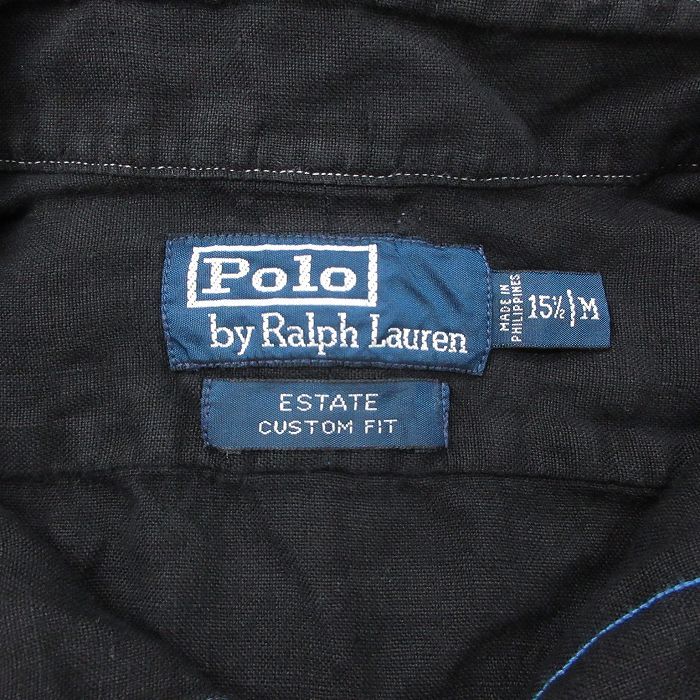 Polo
by Ralph Lauren
MADE IN
PHILIPPINES
15½
M
ESTATE
CUSTOM FIT